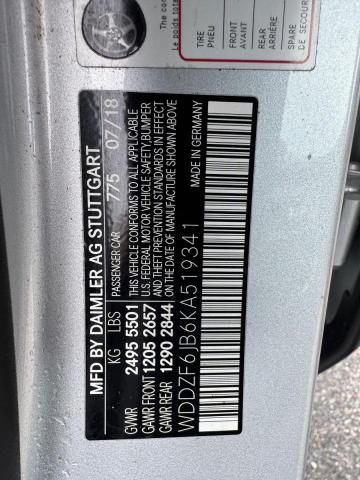 MFD BY DAIMLER AG STUTTGART
KG LBS PASSENGER CAR 775 07/18
GVWR 2495 5501 THIS VEHICLE CONFORMS TO ALL APPLICABLE
U.S. FEDERAL MOTOR VEHICLE SAFETY, BUMPER
GAWR FRONT 1205 2657 AND THEFT PREVENTION STANDARDS IN EFFECT
GAWR REAR 1290 2844 ON THE DATE OF MANUFACTURE SHOWN ABOVE
WDDZF6JB6KA519341 MADE IN GERMANY
Le poids total
TIRE
PNEU
FRONT
AVANT
REAR
ARRIÈRE
SPARE
DE SECOUR